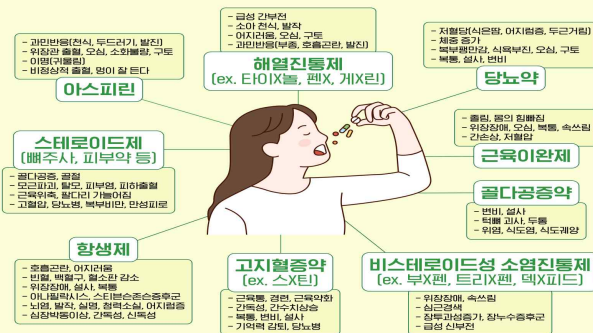 - 급성 간부전
- 소아 천식, 발작
- 어지러움, 오심, 구토
- 과민반응(부종, 호흡곤란, 발진)
해열진통제
(ex. 타이X놀, 펜X, 게X린)
- 과민반응(천식, 두드러기, 발진)
- 위장관 출혈, 오심, 소화불량, 구토
- 이명(귀울림)
- 비정상적 출혈, 멍이 잘 든다
아스피린
- 저혈당(식은땀, 어지럼증, 두근거림)
- 체중 증가
- 복부팽만감, 식욕부진, 오심, 구토
- 복통, 설사, 변비
당뇨약
스테로이드제
(뼈주사, 피부약 등)
- 골다공증, 골절
- 모근파괴, 탈모, 피부염, 피하출혈
- 근육위축, 팔다리 가늘어짐
- 고혈압, 당뇨병, 복부비만, 만성피로
- 졸림, 몸의 힘빠짐
- 위장장애, 오심, 복통, 속쓰림
- 간손상, 저혈압
근육이완제
골다공증약
- 변비, 설사
- 턱뼈 괴사, 두통
- 위염, 식도염, 식도궤양
항생제
- 호흡곤란, 어지러움
- 빈혈, 백혈구, 혈소판 감소
- 위장장애, 설사, 복통
- 아나필락시스, 스티븐슨존슨증후군
- 뇌염, 발작, 실명, 청력소실, 어지럼증
- 심장박동이상, 간독성, 신독성
고지혈증약
(ex. 스X틴)
- 근육통, 경련, 근육약화
- 간독성, 간수치상승
- 복통, 변비, 설사
- 기억력 감퇴, 당뇨병
비스테로이드성 소염진통제
(ex. 부X펜, 트리X펜, 덱X피드)
- 위장장애, 속쓰림
- 심근경색
- 장투과성증가, 장누수증후군
- 급성 신부전